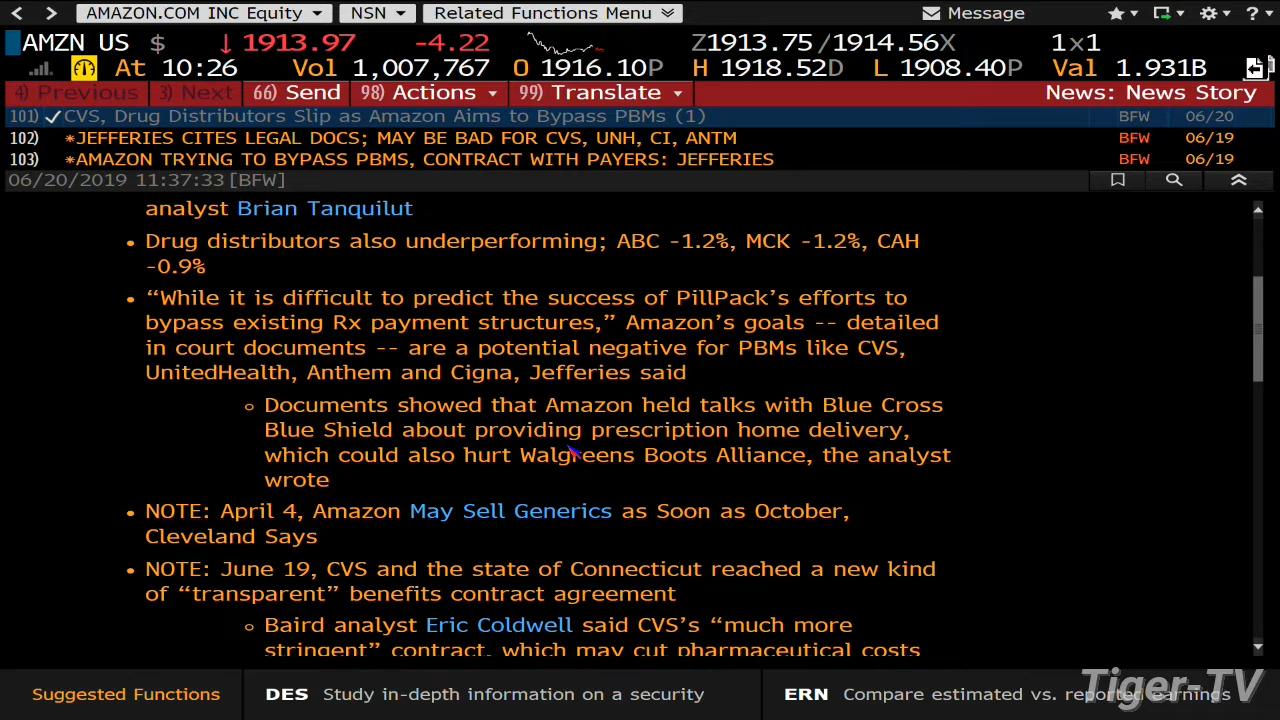 AMAZON.COM INC Equity NSN Related Functions Menu Message ?
AMZN US $ ↓1913.97 -4.22 Z1913.75/1914.56X 1x1
At 10:26 Vol 1,007,767 O 1916.10P H 1918.52D L 1908.40P Val 1.931B
4) Previous 3) Next 66) Send 98) Actions 99) Translate News: News Story
101) ✓CVS, Drug Distributors Slip as Amazon Aims to Bypass PBMs (1) BFW 06/20
102) *JEFFERIES CITES LEGAL DOCS; MAY BE BAD FOR CVS, UNH, CI, ANTM BFW 06/19
103) *AMAZON TRYING TO BYPASS PBMS, CONTRACT WITH PAYERS: JEFFERIES BFW 06/19
06/20/2019 11:37:33 [BFW]
analyst Brian Tanquilut
• Drug distributors also underperforming; ABC -1.2%, MCK -1.2%, CAH
-0.9%
• “While it is difficult to predict the success of PillPack’s efforts to
bypass existing Rx payment structures,” Amazon’s goals -- detailed
in court documents -- are a potential negative for PBMs like CVS,
UnitedHealth, Anthem and Cigna, Jefferies said
○ Documents showed that Amazon held talks with Blue Cross
Blue Shield about providing prescription home delivery,
which could also hurt Walgreens Boots Alliance, the analyst
wrote
• NOTE: April 4, Amazon May Sell Generics as Soon as October,
Cleveland Says
• NOTE: June 19, CVS and the state of Connecticut reached a new kind
of “transparent” benefits contract agreement
○ Baird analyst Eric Coldwell said CVS’s “much more
stringent” contract, which may cut pharmaceutical costs
Suggested Functions DES Study in-depth information on a security ERN Compare estimated vs. reported earnings
Tiger-TV